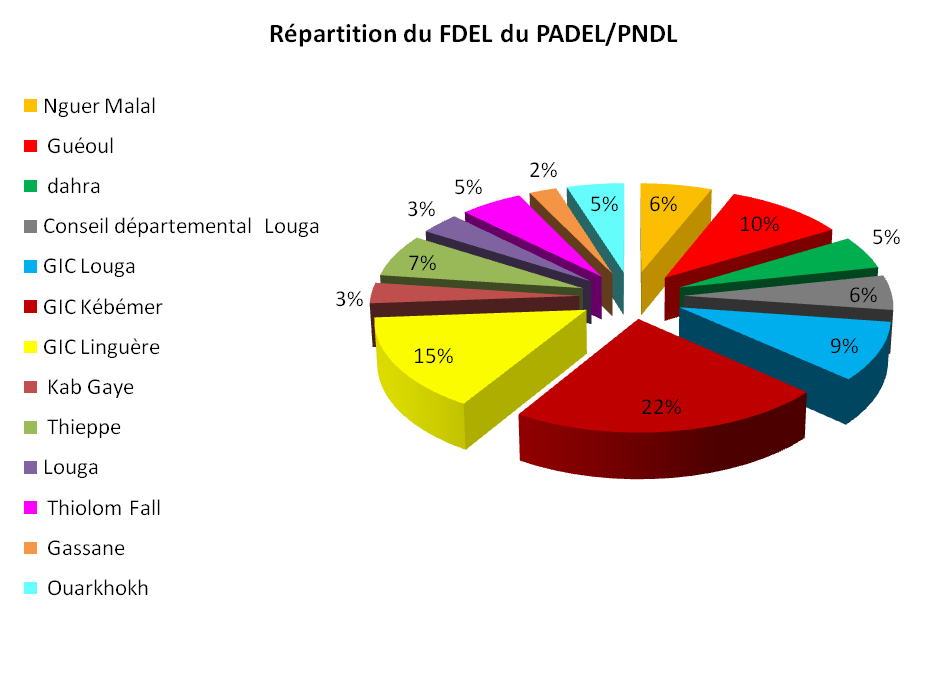 Répartition du FDEL du PADEL/PNDL
Nguer Malal
Guéoul
dahra
Conseil départemental Louga
GIC Louga
GIC Kébémer
GIC Linguère
Kab Gaye
Thieppe
Louga
Thiolom Fall
Gassane
Ouarkhokh
6%
10%
5%
6%
9%
22%
15%
3%
7%
3%
5%
2%
5%